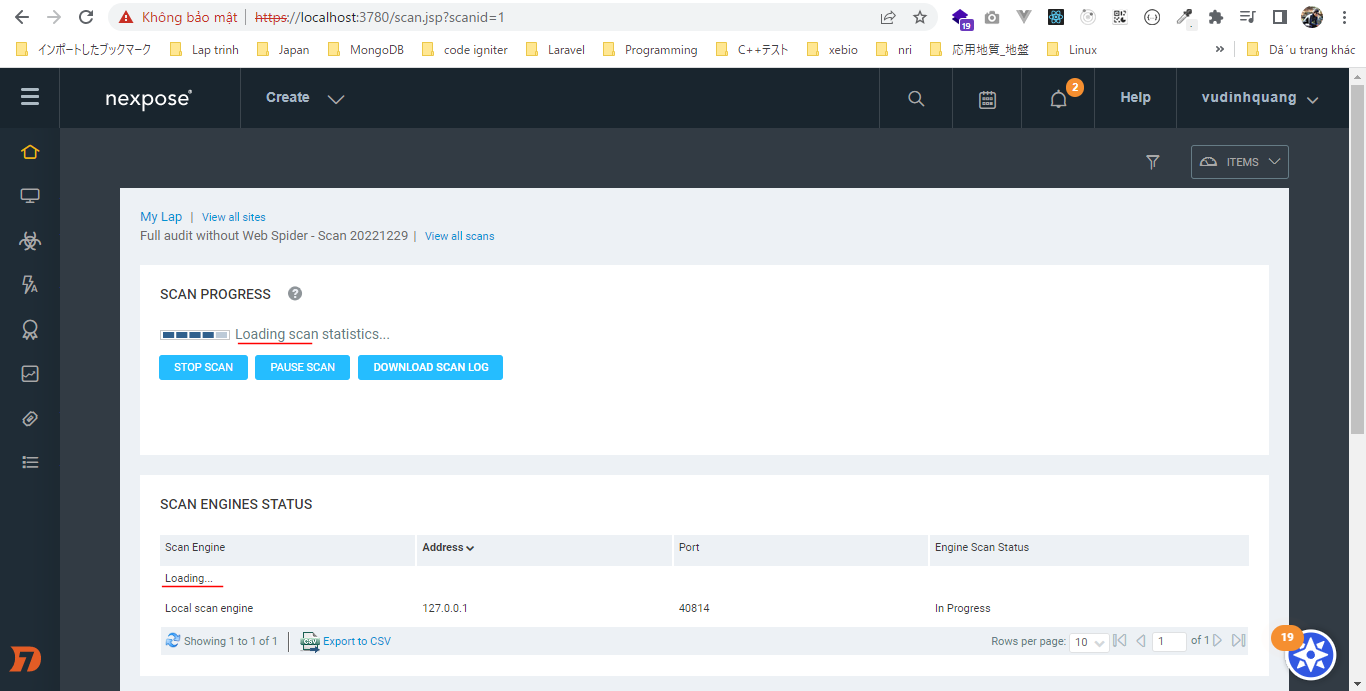 Không bảo mật | https://localhost:3780/scan.jsp?scanid=1
19
インポートしたブックマーク Lap trinh Japan MongoDB code igniter Laravel Programming C++テスト xebio nri 応用地質_地盤 Linux » Dấu trang khác
nexpose Create 2 Help vudinhquang
ITEMS
My Lap | View all sites
Full audit without Web Spider - Scan 20221229 | View all scans
SCAN PROGRESS ?
Loading scan statistics...
STOP SCAN PAUSE SCAN DOWNLOAD SCAN LOG
SCAN ENGINES STATUS
Scan Engine Address Port Engine Scan Status
Loading...
Local scan engine 127.0.0.1 40814 In Progress
Showing 1 to 1 of 1 CSV Export to CSV Rows per page: 10 1 of 1
19